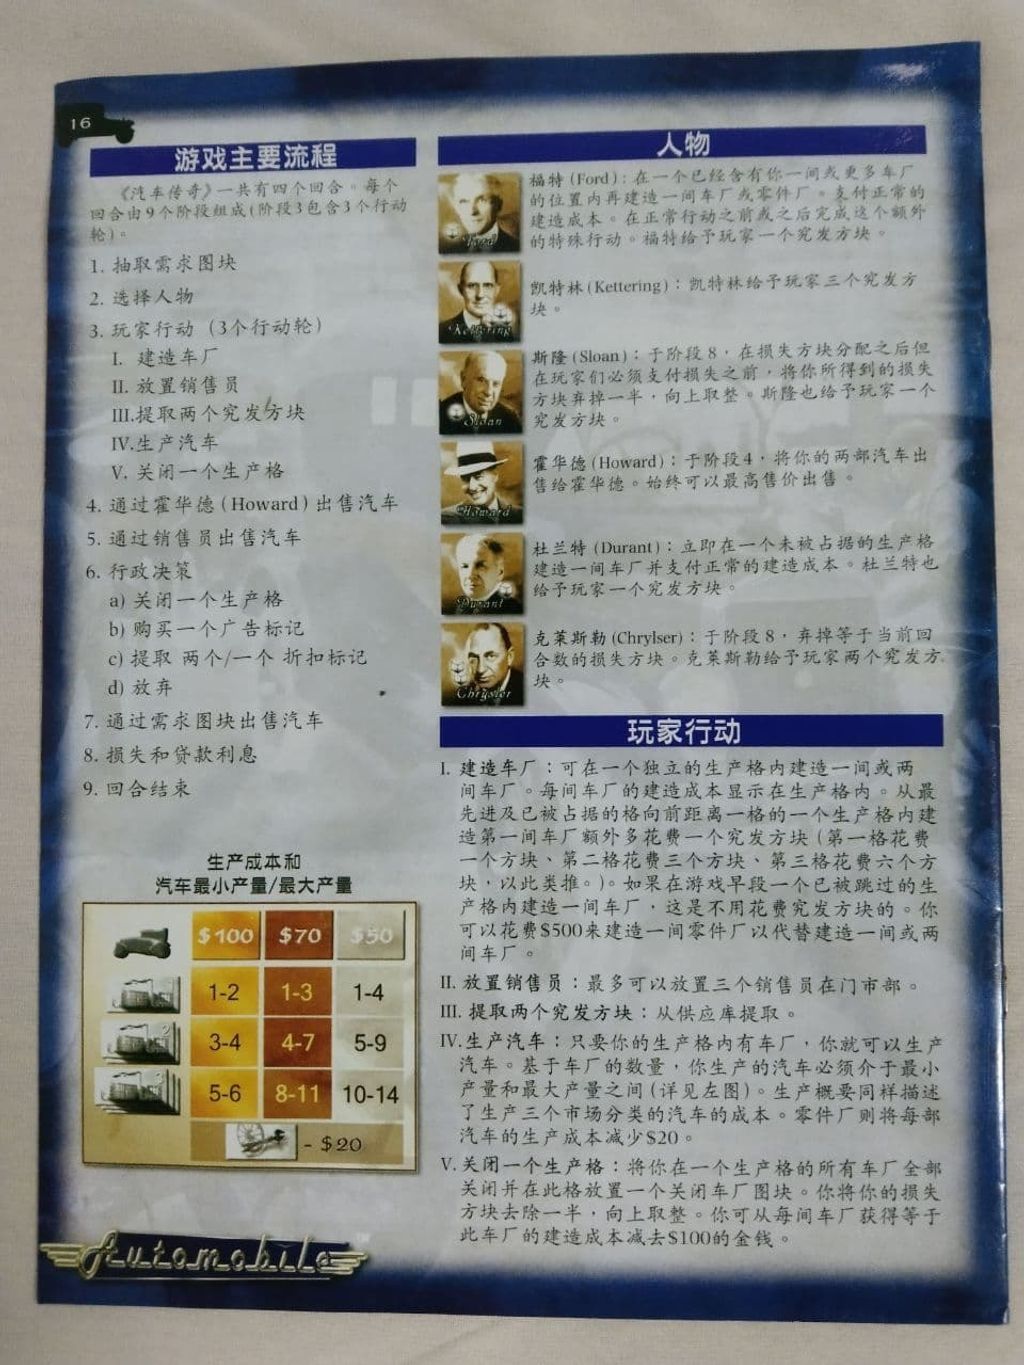 16
游戏主要流程
《汽车传奇》一共有四个回合。每个
回合由9个阶段组成(阶段3包含3个行动
轮)。
1. 抽取需求图块
2. 选择人物
3. 玩家行动（3个行动轮）
I. 建造车厂
II. 放置销售员
III.提取两个究发方块
IV.生产汽车
V. 关闭一个生产格
4. 通过霍华德(Howard)出售汽车
5. 通过销售员出售汽车
6. 行政决策
a) 关闭一个生产格
b) 购买一个广告标记
c) 提取 两个/一个 折扣标记
d) 放弃
7. 通过需求图块出售汽车
8. 损失和贷款利息
9. 回合结束
生产成本和
汽车最小产量/最大产量
$100 $70 $50
1-2 1-3 1-4
3-4 4-7 5-9
5-6 8-11 10-14
- $20
Automobile
人物
福特(Ford)：在一个已经含有你一间或更多车厂
的位置内再建造一间车厂或零件厂。支付正常的
建造成本。在正常行动之前或之后完成这个额外
的特殊行动。福特给予玩家一个究发方块。
Ford
凯特林(Kettering)：凯特林给予玩家三个究发方
块。
Kettering
斯隆(Sloan)：于阶段8，在损失方块分配之后但
在玩家们必须支付损失之前，将你所得到的损失
方块弃掉一半，向上取整。斯隆也给予玩家一个
究发方块。
Sloan
霍华德(Howard)：于阶段4，将你的两部汽车出
售给霍华德。始终可以最高售价出售。
Howard
杜兰特(Durant)：立即在一个未被占据的生产格
建造一间车厂并支付正常的建造成本。杜兰特也
给予玩家一个究发方块。
Durant
克莱斯勒(Chrylser)：于阶段8，弃掉等于当前回
合数的损失方块。克莱斯勒给予玩家两个究发方
块。
Chrysler
玩家行动
I. 建造车厂：可在一个独立的生产格内建造一间或两
间车厂。每间车厂的建造成本显示在生产格内。从最
先进及已被占据的格向前距离一格的一个生产格内建
造第一间车厂额外多花费一个究发方块（第一格花费
一个方块、第二格花费三个方块、第三格花费六个方
块，以此类推。)。如果在游戏早段一个已被跳过的生
产格内建造一间车厂，这是不用花费究发方块的。你
可以花费$500来建造一间零件厂以代替建造一间或两
间车厂。
II. 放置销售员：最多可以放置三个销售员在门市部。
III. 提取两个究发方块：从供应库提取。
IV.生产汽车：只要你的生产格内有车厂，你就可以生产
汽车。基于车厂的数量，你生产的汽车必须介于最小
产量和最大产量之间(详见左图)。生产概要同样描述
了生产三个市场分类的汽车的成本。零件厂则将每部
汽车的生产成本减少$20。
V. 关闭一个生产格：将你在一个生产格的所有车厂全部
关闭并在此格放置一个关闭车厂图块。你将你的损失
方块去除一半，向上取整。你可从每间车厂获得等于
此车厂的建造成本减去$100的金钱。